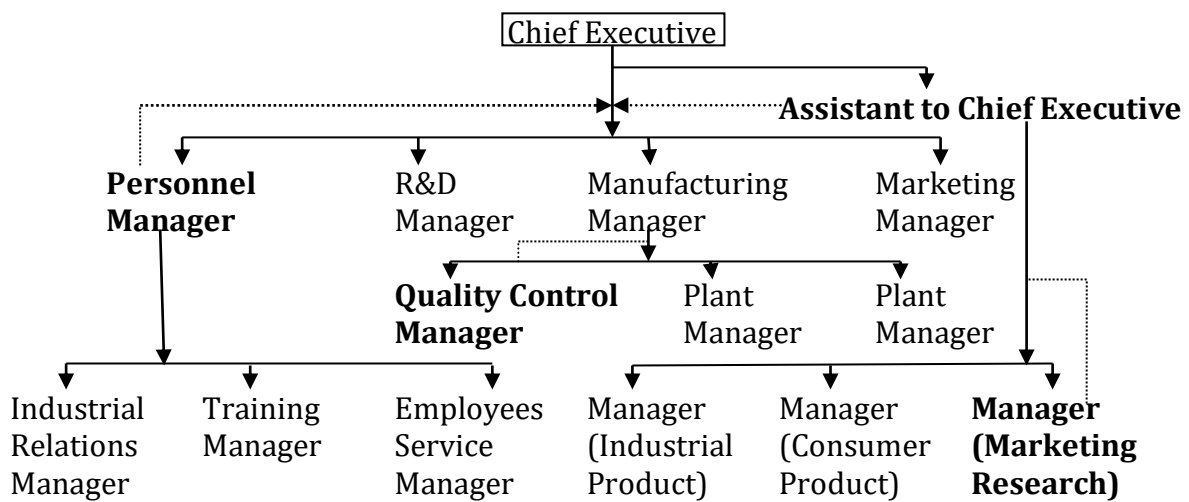 Chief Executive
Assistant to Chief Executive
Personnel
Manager
R&D
Manager
Manufacturing
Manager
Marketing
Manager
Quality Control
Manager
Plant
Manager
Plant
Manager
Industrial
Relations
Manager
Training
Manager
Employees
Service
Manager
Manager
(Industrial
Product)
Manager
(Consumer
Product)
Manager
(Marketing
Research)